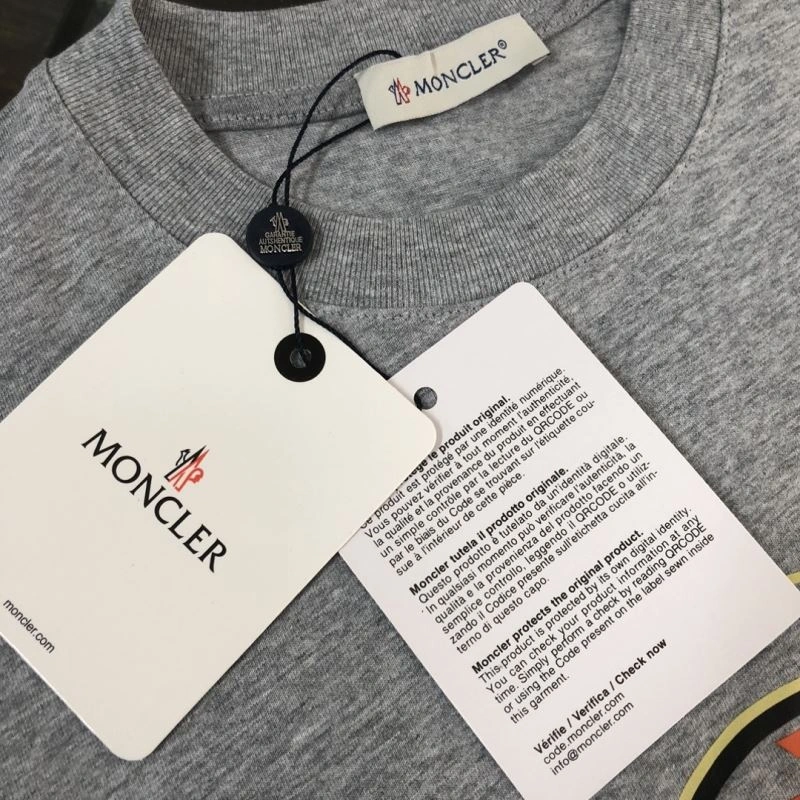 MONCLER®
GARANTIE
AUTHENTIQUE
MONCLER
MONCLER
moncler.com
le produit original.
produit est protégé par une identité numérique.
Vous pouvez vérifier à tout moment l'authenticité,
la qualité et la provenance du produit en effectuant
un simple contrôle par la lecture du QRCODE ou
par le biais du Code se trouvant sur l'étiquette cou-
sue à l'intérieur de cette pièce.
Moncler tutela il prodotto originale.
Questo prodotto è tutelato da un'identità digitale.
In qualsiasi momento può verificare l'autenticità, la
qualità e la provenienza del prodotto facendo un
semplice controllo, leggendo il QRCODE o utiliz-
zando il Codice presente sull'etichetta cucita all'in-
terno di questo capo.
Moncler protects the original product.
This product is protected by its own digital identity.
You can check your product information at any
time. Simply perform a check by reading QRCODE
or using the Code present on the label sewn inside
this garment.
Vérifie / Verifica / Check now
code.moncler.com
info@moncler.com